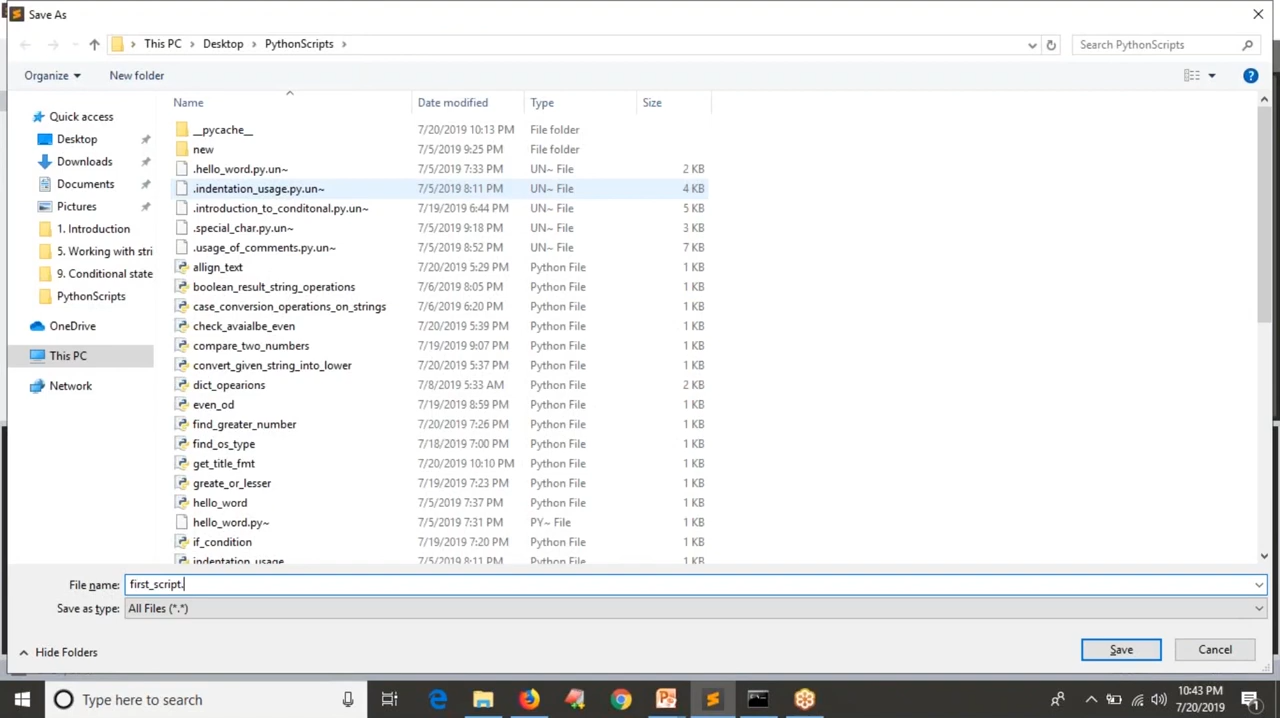 Save As
This PC > Desktop > PythonScripts >
Search PythonScripts
Organize
New folder
Name
Date modified
Type
Size
Quick access
Desktop
Downloads
Documents
Pictures
1. Introduction
5. Working with stri
9. Conditional state
PythonScripts
OneDrive
This PC
Network
__pycache__ 7/20/2019 10:13 PM File folder
new 7/5/2019 9:25 PM File folder
.hello_word.py.un~ 7/5/2019 7:33 PM UN~ File 2 KB
.indentation_usage.py.un~ 7/5/2019 8:11 PM UN~ File 4 KB
.introduction_to_conditonal.py.un~ 7/19/2019 6:44 PM UN~ File 5 KB
.special_char.py.un~ 7/5/2019 9:18 PM UN~ File 3 KB
.usage_of_comments.py.un~ 7/5/2019 8:52 PM UN~ File 7 KB
allign_text 7/20/2019 5:29 PM Python File 1 KB
boolean_result_string_operations 7/6/2019 8:05 PM Python File 1 KB
case_conversion_operations_on_strings 7/6/2019 6:20 PM Python File 1 KB
check_avaialbe_even 7/20/2019 5:39 PM Python File 1 KB
compare_two_numbers 7/19/2019 9:07 PM Python File 1 KB
convert_given_string_into_lower 7/20/2019 5:37 PM Python File 1 KB
dict_opearions 7/8/2019 5:33 AM Python File 2 KB
even_od 7/19/2019 8:59 PM Python File 1 KB
find_greater_number 7/20/2019 7:26 PM Python File 1 KB
find_os_type 7/18/2019 7:00 PM Python File 1 KB
get_title_fmt 7/20/2019 10:10 PM Python File 1 KB
greate_or_lesser 7/19/2019 7:23 PM Python File 1 KB
hello_word 7/5/2019 7:37 PM Python File 1 KB
hello_word.py~ 7/5/2019 7:31 PM PY~ File 1 KB
if_condition 7/19/2019 7:20 PM Python File 1 KB
indentation_usage 7/5/2019 8:11 PM Python File 1 KB
File name: first_script.
Save as type: All Files (*.*)
Hide Folders
Save
Cancel
Type here to search
10:43 PM
7/20/2019
1